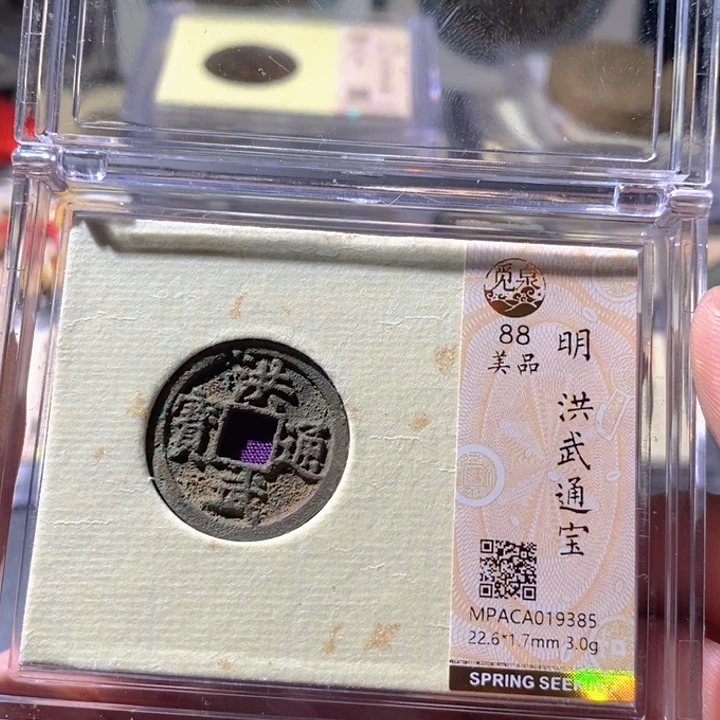 洪武通寳
觅泉
88
美品
明 洪武通宝
MPACA019385
22.6*1.7mm 3.0g
SPRING SEE